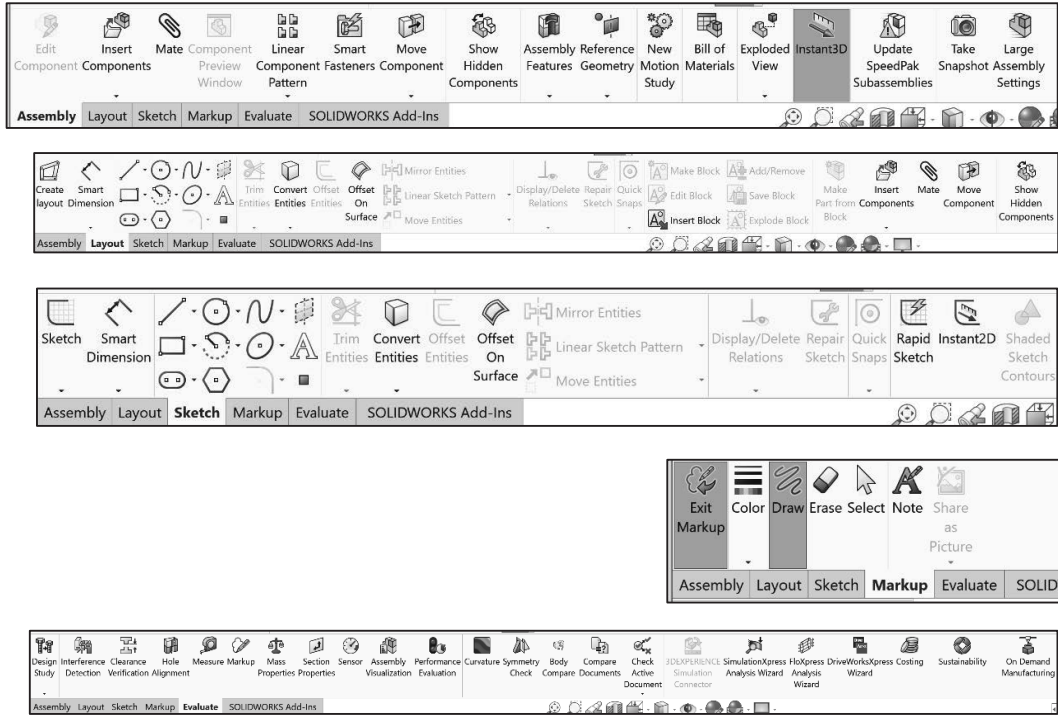 Edit Component
Insert Components
Mate
Component Preview Window
Linear Component Pattern
Smart Fasteners
Move Component
Show Hidden Components
Assembly Features
Reference Geometry
New Motion Study
Bill of Materials
Exploded View
Instant3D
Update SpeedPak Subassemblies
Take Snapshot
Large Assembly Settings
Assembly Layout Sketch Markup Evaluate SOLIDWORKS Add-Ins
Create layout
Smart Dimension
Trim Entities
Convert Entities
Offset Entities
Offset On Surface
Mirror Entities
Linear Sketch Pattern
Move Entities
Display/Delete Relations
Repair Sketch
Quick Snaps
Make Block
Edit Block
Insert Block
Add/Remove
Save Block
Explode Block
Make Part from Block
Insert Components
Mate
Move Component
Show Hidden Components
Assembly Layout Sketch Markup Evaluate SOLIDWORKS Add-Ins
Sketch
Smart Dimension
Trim Entities
Convert Entities
Offset Entities
Offset On Surface
Mirror Entities
Linear Sketch Pattern
Move Entities
Display/Delete Relations
Repair Sketch
Quick Snaps
Rapid Sketch
Instant2D
Shaded Sketch Contours
Assembly Layout Sketch Markup Evaluate SOLIDWORKS Add-Ins
Exit Markup
Color
Draw
Erase
Select
Note
Share as Picture
Assembly Layout Sketch Markup Evaluate SOLID
Design Study
Interference Detection
Clearance Verification
Hole Alignment
Measure
Markup
Mass Properties
Section Properties
Sensor
Assembly Visualization
Performance Evaluation
Curvature
Symmetry Check
Body Compare
Compare Documents
Check Active Document
3DEXPERIENCE Simulation Connector
SimulationXpress Analysis Wizard
FloXpress Analysis Wizard
DriveWorksXpress Wizard
Costing
Sustainability
On Demand Manufacturing
Assembly Layout Sketch Markup Evaluate SOLIDWORKS Add-Ins